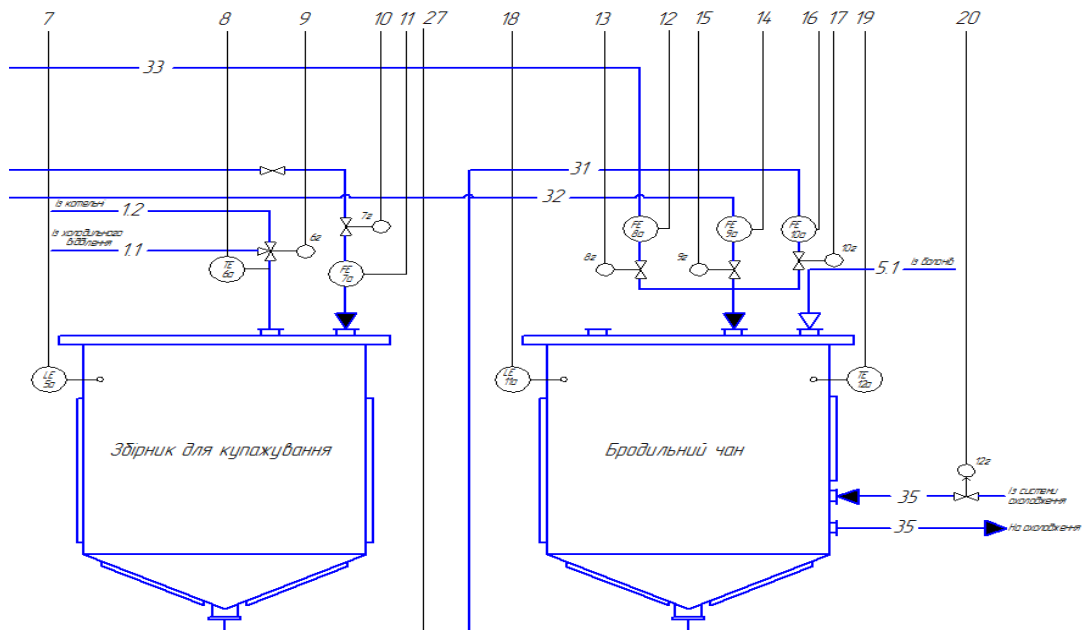 7 8 9 10 11 27 18 13 15 12 14 16 17 19 20
33
31
32
Із котельні
1.2
Із холодильного
відділення
1.1
6г
7г
TE
6а
FE
7а
FE
8а
FE
9а
FE
10а
8г
9г
10г
5.1
Із балонів
LE
5а
LE
11а
TE
12а
Збірник для купажування
Бродильний чан
12г
35
Із системи
охолодження
35
На охолодження